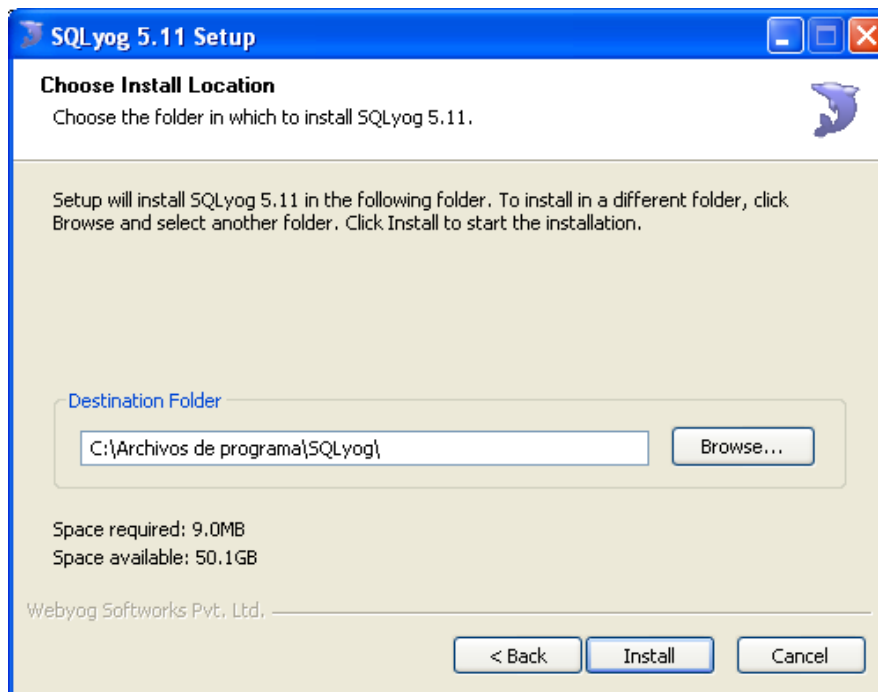 SQLyog 5.11 Setup
Choose Install Location
Choose the folder in which to install SQLyog 5.11.
Setup will install SQLyog 5.11 in the following folder. To install in a different folder, click
Browse and select another folder. Click Install to start the installation.
Destination Folder
C:\Archivos de programa\SQLyog\
Browse...
Space required: 9.0MB
Space available: 50.1GB
Webyog Softworks Pvt. Ltd.
< Back
Install
Cancel